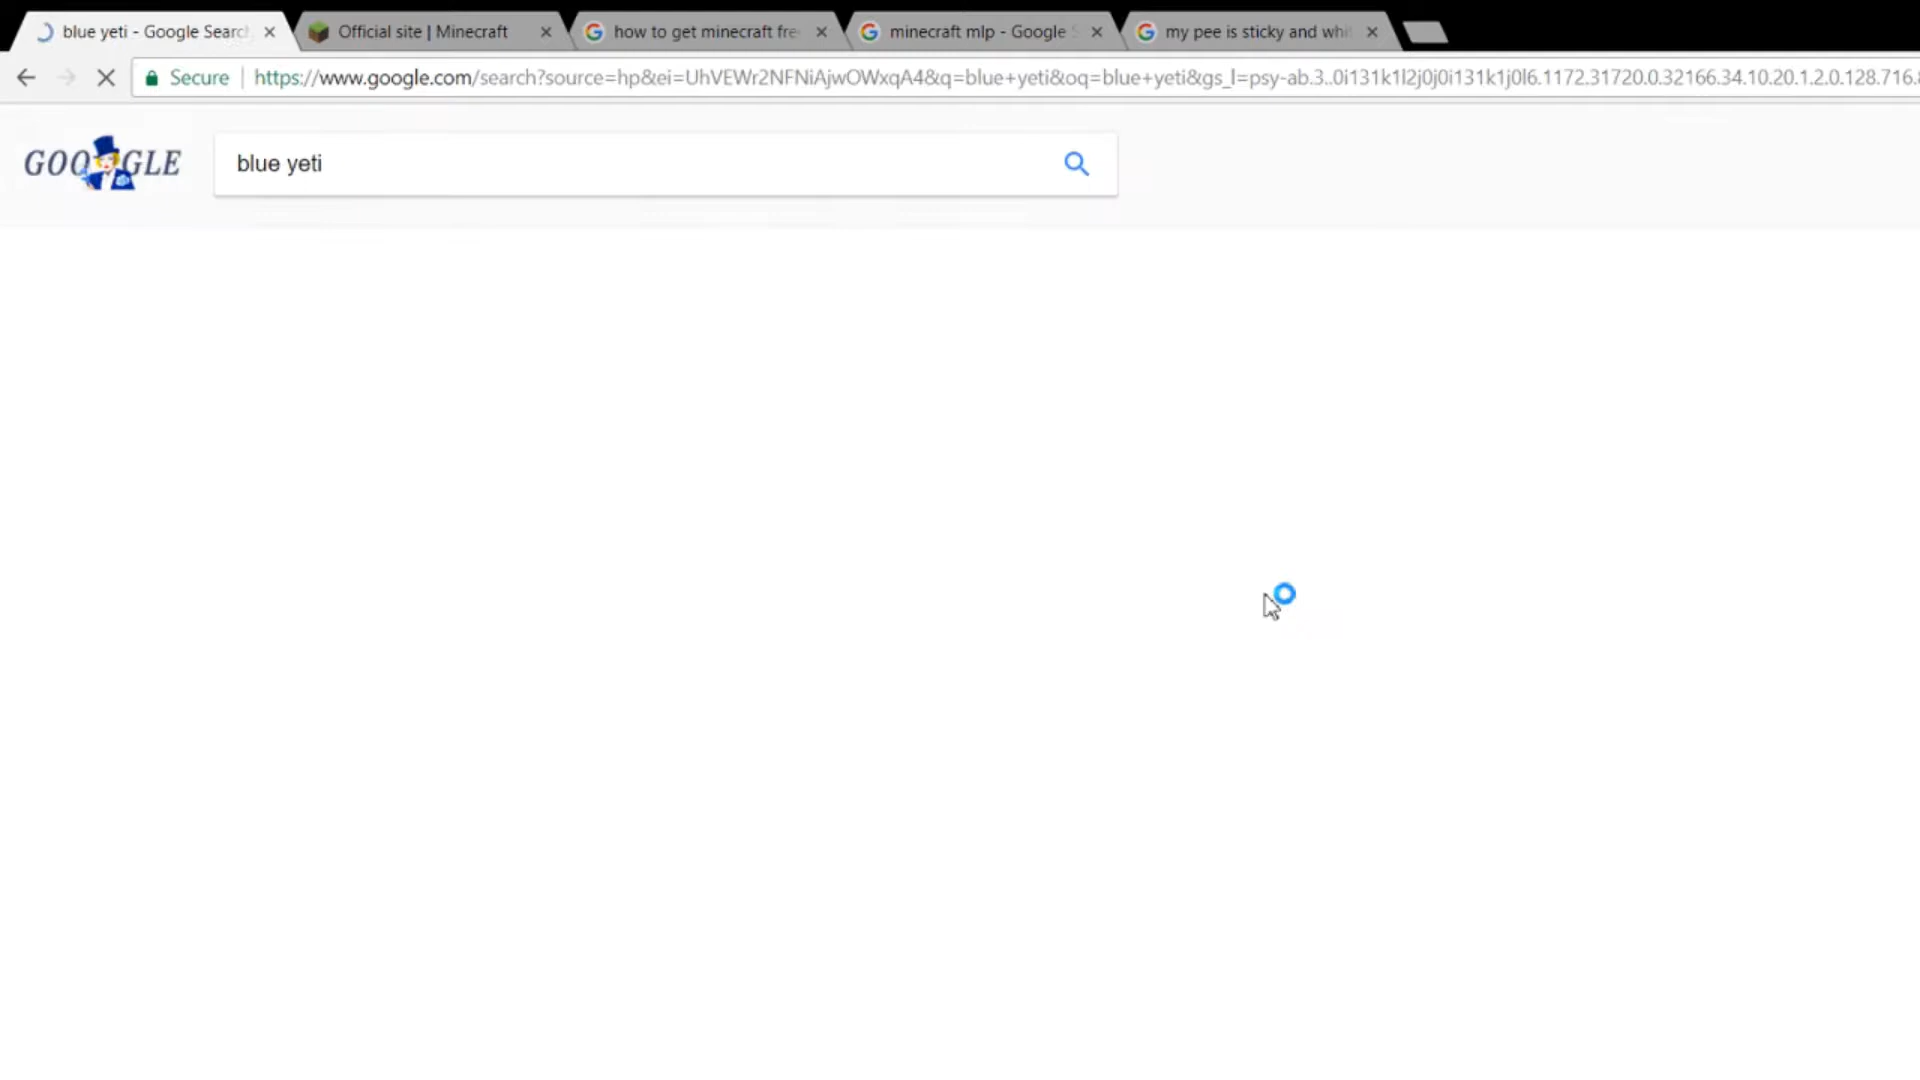 blue yeti - Google Search
Official site | Minecraft
how to get minecraft fre
minecraft mlp - Google S
my pee is sticky and whi
Secure
https://www.google.com/search?source=hp&ei=UhVEWr2NFNiAjwOWxqA4&q=blue+yeti&oq=blue+yeti&gs_l=psy-ab.3..0i131k1l2j0j0i131k1j0l6.1172.31720.0.32166.34.10.20.1.2.0.128.716.
GOOGLE
blue yeti